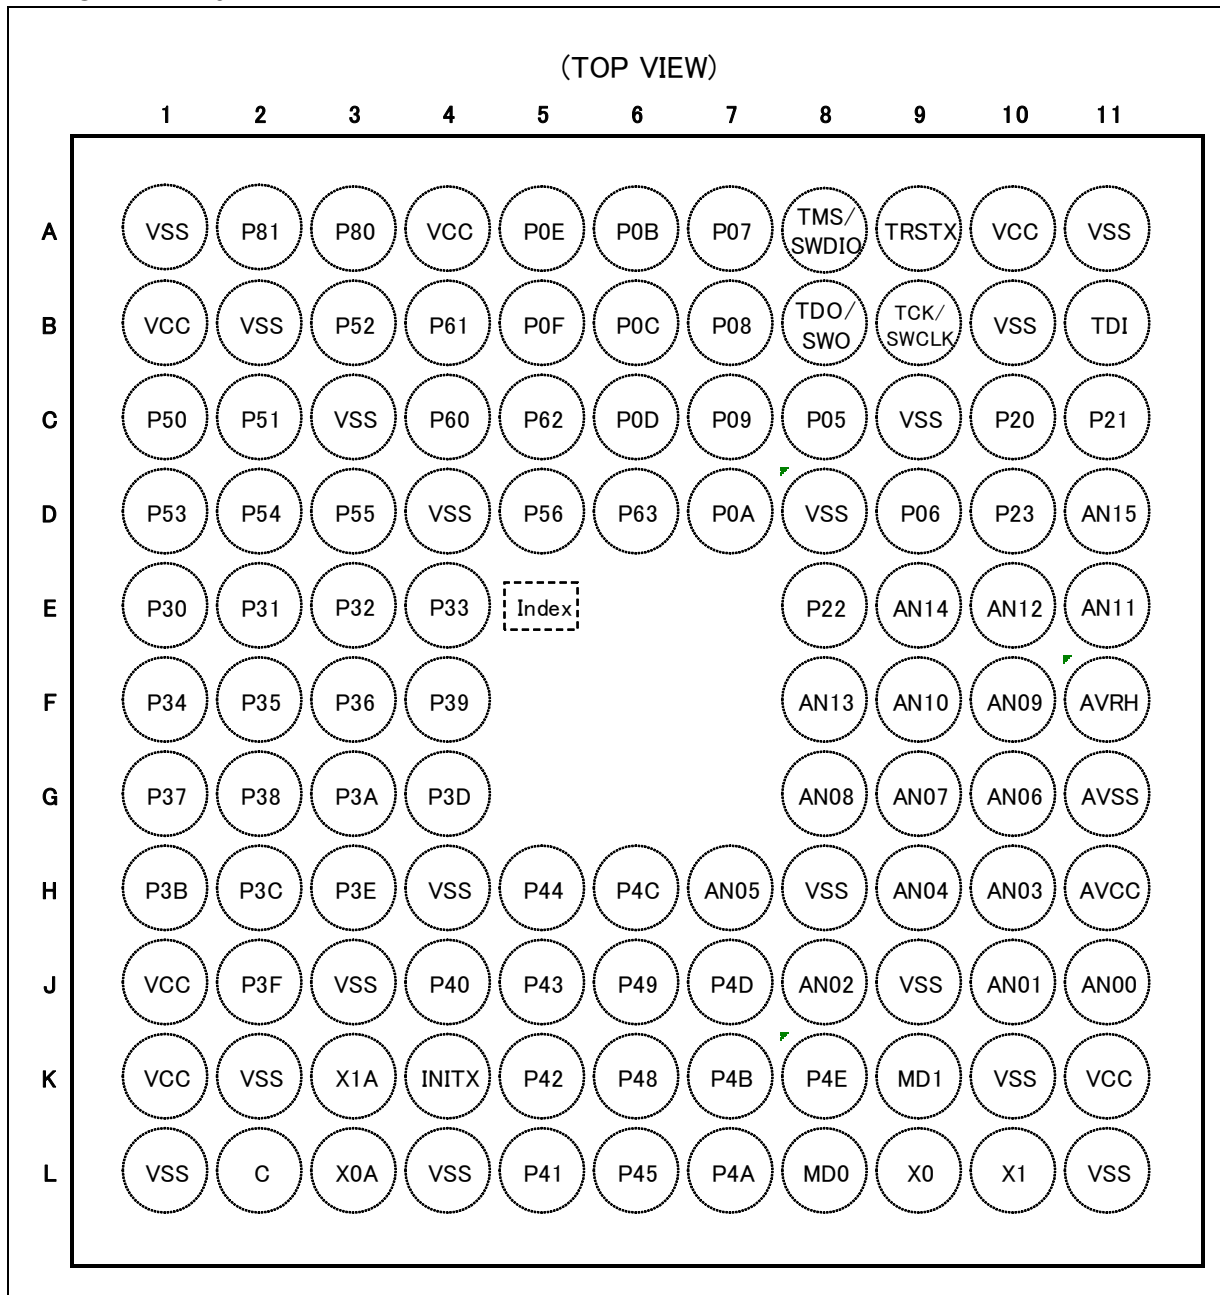 (TOP VIEW)
1 2 3 4 5 6 7 8 9 10 11
A VSS P81 P80 VCC P0E P0B P07 TMS/ SWDIO TRSTX VCC VSS
B VCC VSS P52 P61 P0F P0C P08 TDO/ SWO TCK/ SWCLK VSS TDI
C P50 P51 VSS P60 P62 P0D P09 P05 VSS P20 P21
D P53 P54 P55 VSS P56 P63 P0A VSS P06 P23 AN15
E P30 P31 P32 P33 Index P22 AN14 AN12 AN11
F P34 P35 P36 P39 AN13 AN10 AN09 AVRH
G P37 P38 P3A P3D AN08 AN07 AN06 AVSS
H P3B P3C P3E VSS P44 P4C AN05 VSS AN04 AN03 AVCC
J VCC P3F VSS P40 P43 P49 P4D AN02 VSS AN01 AN00
K VCC VSS X1A INITX P42 P48 P4B P4E MD1 VSS VCC
L VSS C X0A VSS P41 P45 P4A MD0 X0 X1 VSS